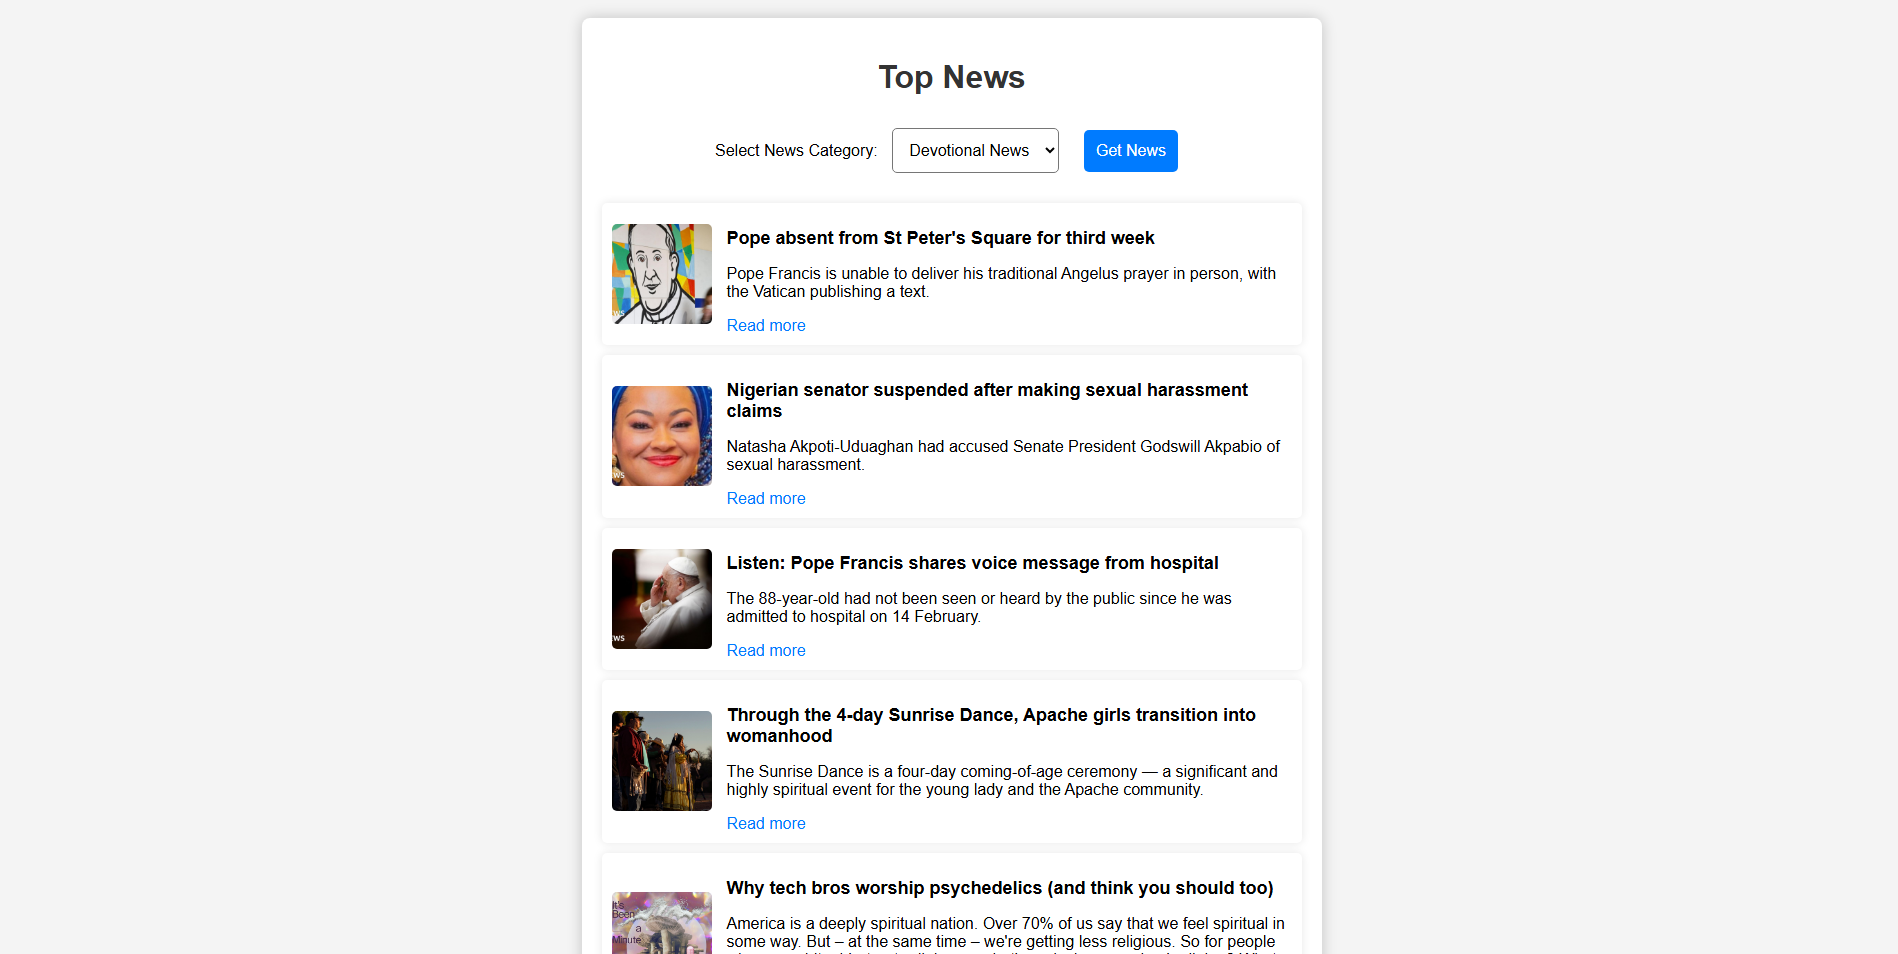 Top News
Select News Category: Devotional News Get News
Pope absent from St Peter's Square for third week
Pope Francis is unable to deliver his traditional Angelus prayer in person, with
the Vatican publishing a text.
Read more
Nigerian senator suspended after making sexual harassment
claims
Natasha Akpoti-Uduaghan had accused Senate President Godswill Akpabio of
sexual harassment.
Read more
Listen: Pope Francis shares voice message from hospital
The 88-year-old had not been seen or heard by the public since he was
admitted to hospital on 14 February.
Read more
Through the 4-day Sunrise Dance, Apache girls transition into
womanhood
The Sunrise Dance is a four-day coming-of-age ceremony — a significant and
highly spiritual event for the young lady and the Apache community.
Read more
It's
Been
a
Minute
Why tech bros worship psychedelics (and think you should too)
America is a deeply spiritual nation. Over 70% of us say that we feel spiritual in
some way. But – at the same time – we're getting less religious. So for people